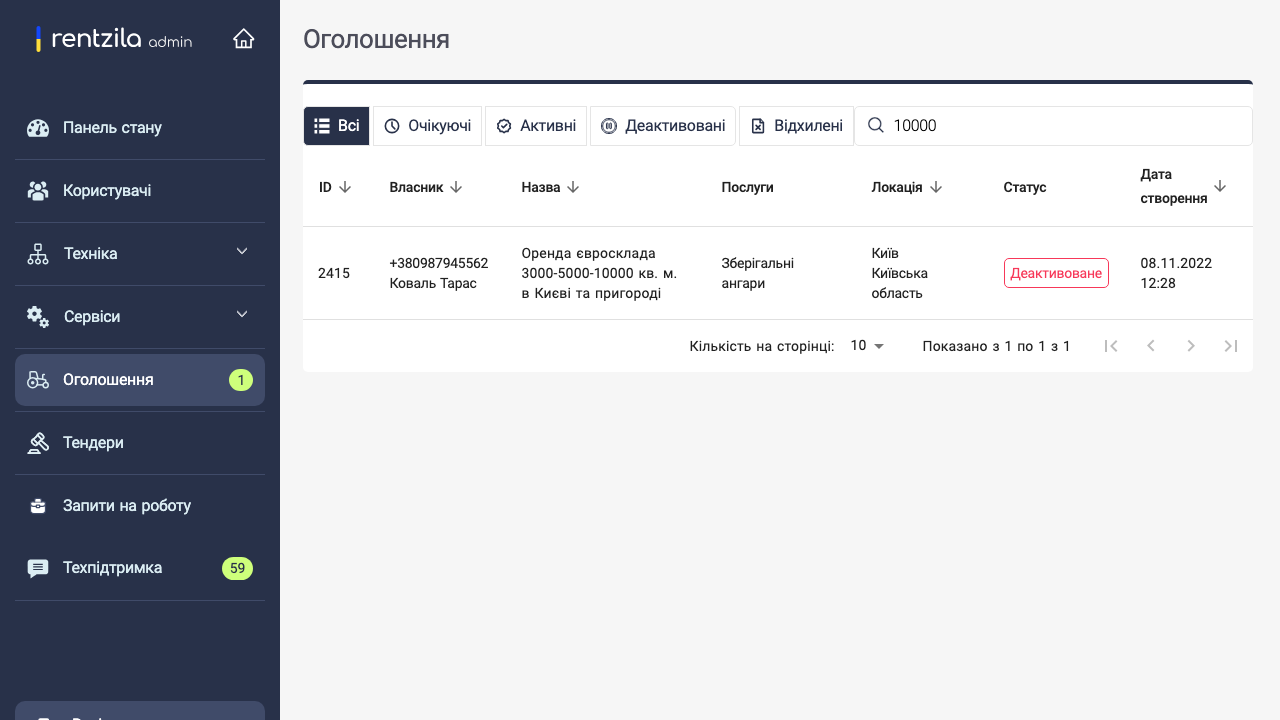 rentzila admin
Панель стану
Користувачі
Техніка
Сервіси
Оголошення 1
Тендери
Запити на роботу
Техпідтримка 59
Оголошення
Всі Очікуючі Активні Деактивовані Відхилені 10000
ID Власник Назва Послуги Локація Статус Дата створення
2415
+380987945562
Коваль Тарас
Оренда євросклада
3000-5000-10000 кв. м.
в Києві та пригороді
Зберігальні
ангари
Київ
Київська
область
Деактивоване
08.11.2022
12:28
Кількість на сторінці: 10 Показано з 1 по 1 з 1